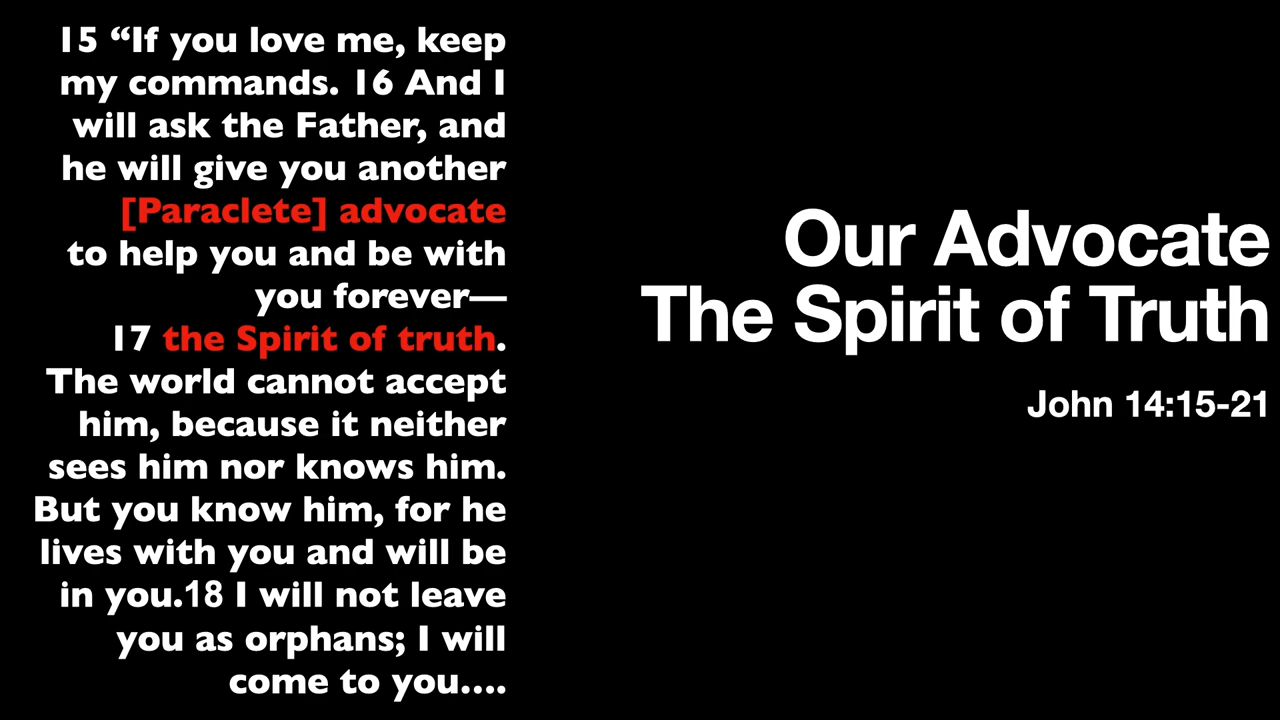 15 “If you love me, keep
my commands. 16 And I
will ask the Father, and
he will give you another
[Paraclete] advocate
to help you and be with
you forever—
17 the Spirit of truth.
The world cannot accept
him, because it neither
sees him nor knows him.
But you know him, for he
lives with you and will be
in you.18 I will not leave
you as orphans; I will
come to you....
Our Advocate
The Spirit of Truth
John 14:15-21